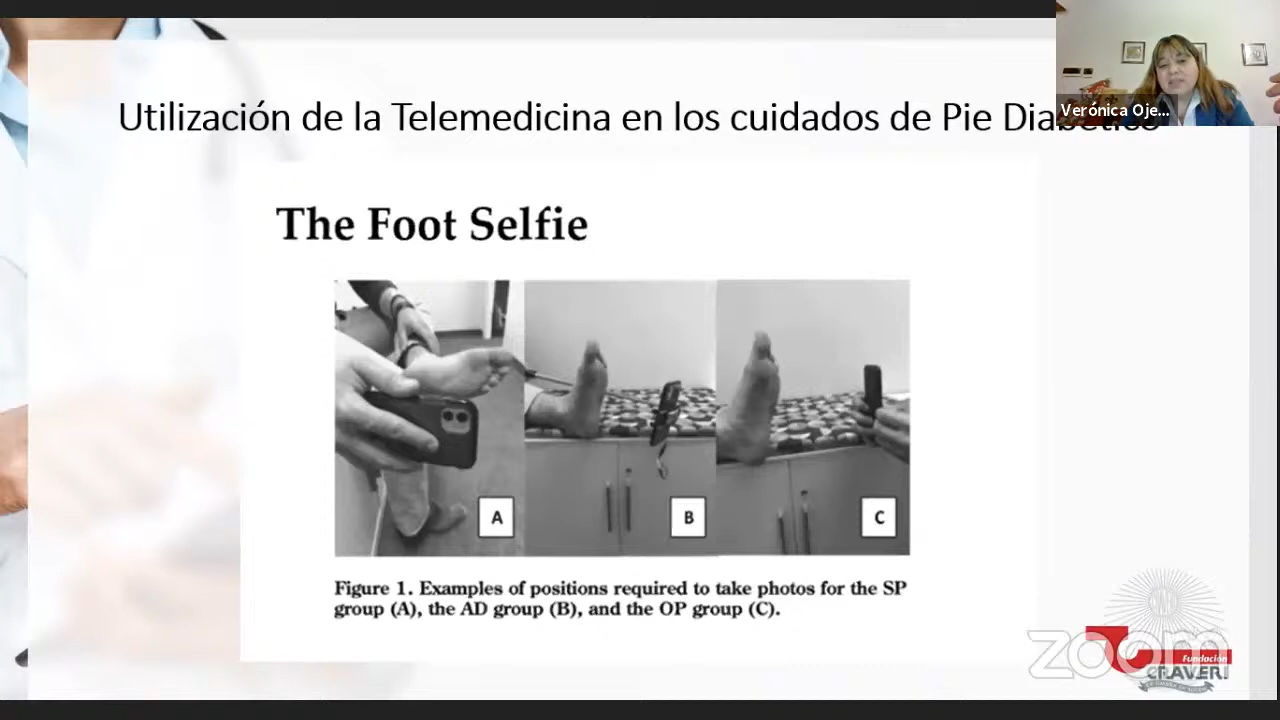 Utilización de la Telemedicina en los cuidados de Pie
Verónica Oje...
The Foot Selfie
A
B
C
Figure 1. Examples of positions required to take photos for the SP
group (A), the AD group (B), and the OP group (C).
zoom
Fundación
CRAVERI